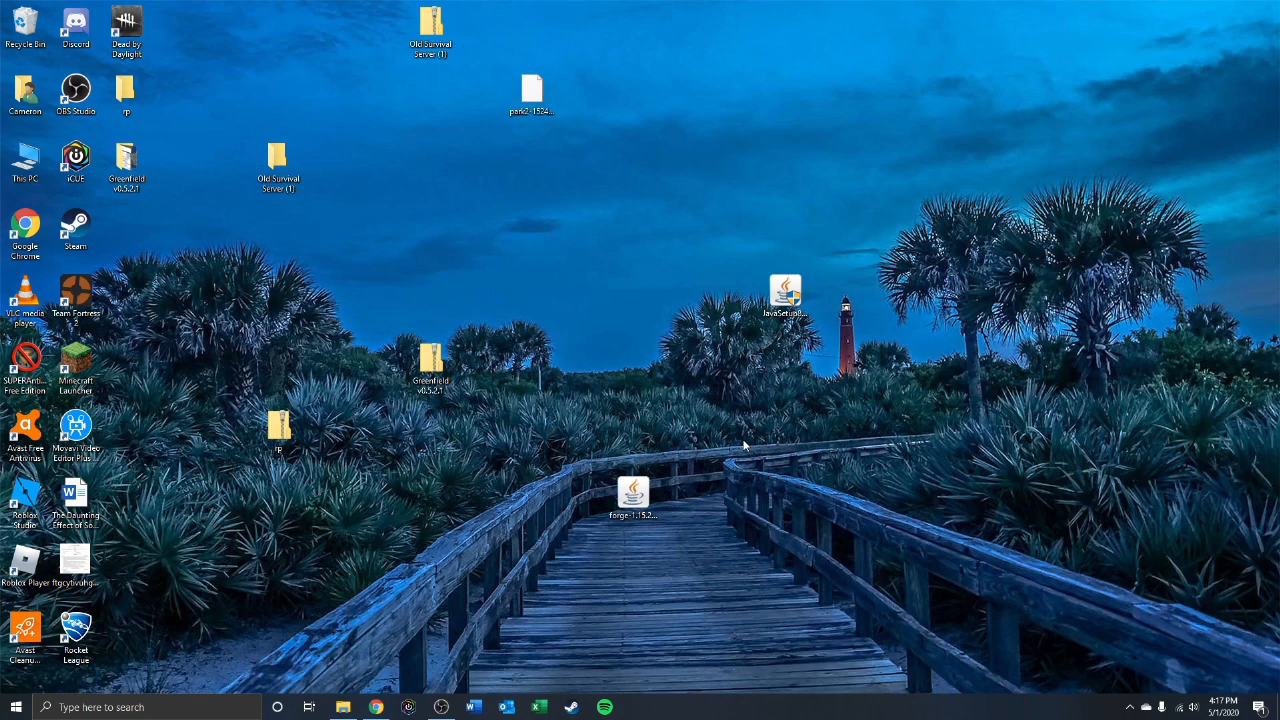 Recycle Bin
Discord
Dead by
Daylight
Old Survival
Server (1)
Cameron
OBS Studio
rp
park2-1524...
This PC
iCUE
Greenfield
v0.5.2.1
Old Survival
Server (1)
Google
Chrome
Steam
VLC media
player
Team Fortress
2
JavaSetup8...
SUPERAnti...
Free Edition
Minecraft
Launcher
Greenfield
v0.5.2.1
Avast Free
Antivirus
Movavi Video
Editor Plus ...
rp
Roblox
Studio
The Daunting
Effect of So...
forge-1.15.2...
Roblox Player
ftgcytivuhg...
Avast
Cleanu...
Rocket
League
Type here to search
4:17 PM
5/1/2020